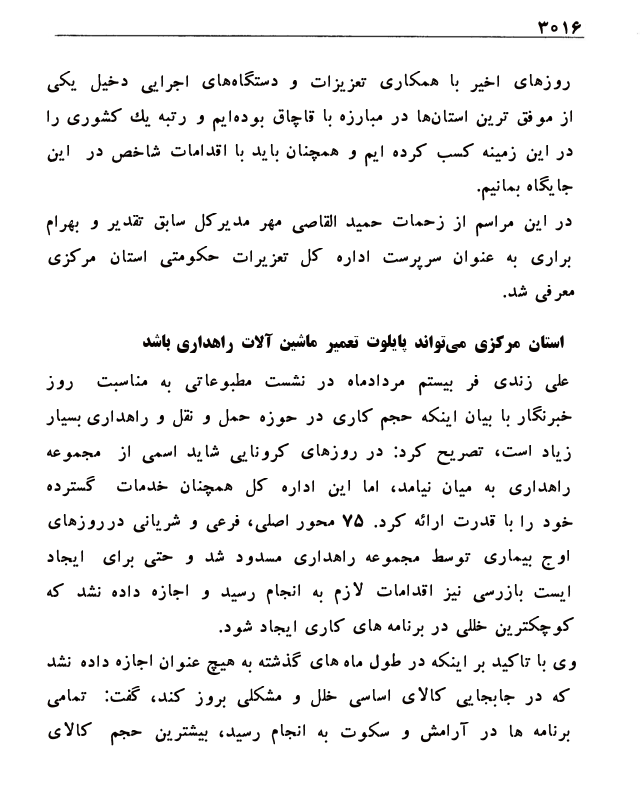 ۳۰۱۶
روزهای اخیر با همکاری تعزیزات و دستگاه‌های اجرایی دخیل یکی
از موفق ترین استان‌ها در مبارزه با قاچاق بوده‌ایم و رتبه یك کشوری را
در این زمینه کسب کرده ایم و همچنان باید با اقدامات شاخص در این
جایگاه بمانیم.
در این مراسم از زحمات حمید القاصی مهر مدیرکل سابق تقدیر و بهرام
براری به عنوان سرپرست اداره کل تعزیرات حکومتی استان مرکزی
معرفی شد.
استان مرکزی می‌تواند پایلوت تعمیر ماشین آلات راهداری باشد
علی زندی فر بیستم مردادماه در نشست مطبوعاتی به مناسبت روز
خبرنگار با بیان اینکه حجم کاری در حوزه حمل و نقل و راهداری بسیار
زیاد است، تصریح کرد: در روزهای کرونایی شاید اسمی از مجموعه
راهداری به میان نیامد، اما این اداره کل همچنان خدمات گسترده
خود را با قدرت ارائه کرد. ۷۵ محور اصلی، فرعی و شریانی در روزهای
اوج بیماری توسط مجموعه راهداری مسدود شد و حتی برای ایجاد
ایست بازرسی نیز اقدامات لازم به انجام رسید و اجازه داده نشد که
کوچکترین خللی در برنامه های کاری ایجاد شود.
وی با تاکید بر اینکه در طول ماه های گذشته به هیچ عنوان اجازه داده نشد
که در جابجایی کالای اساسی خلل و مشکلی بروز کند، گفت: تمامی
برنامه ها در آرامش و سکوت به انجام رسید، بیشترین حجم کالای